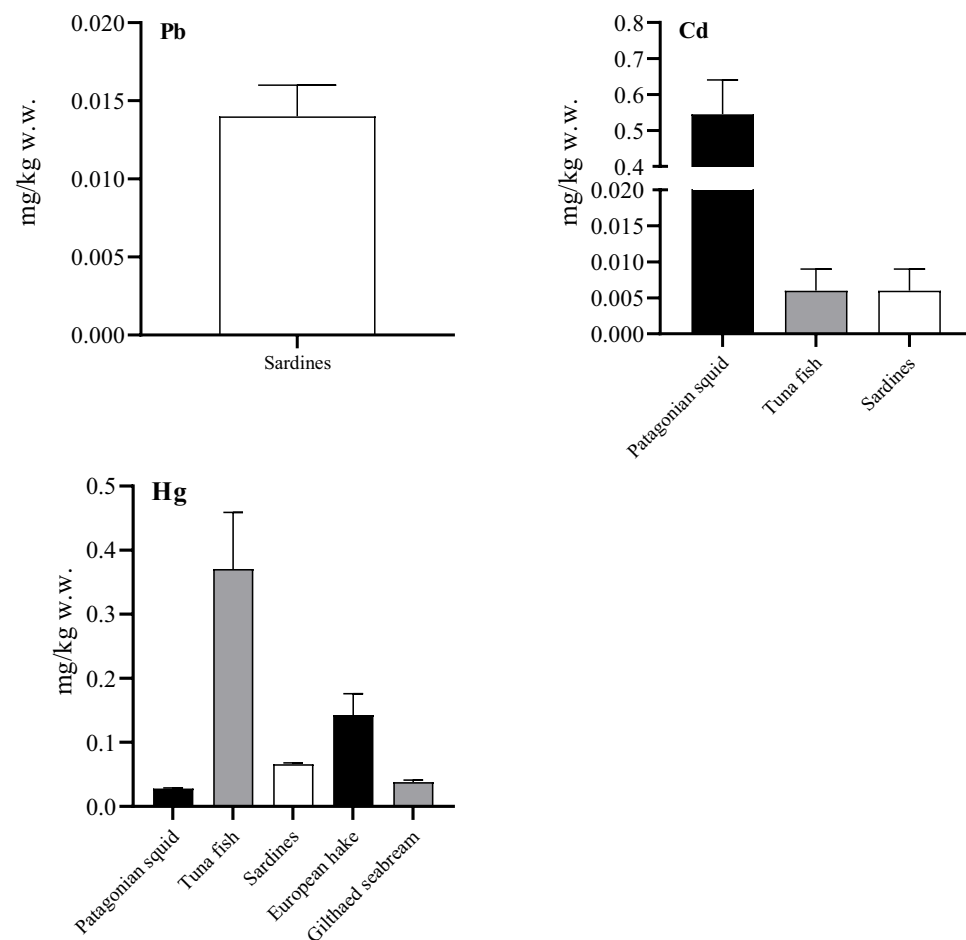 Pb
mg/kg w.w.
0.020
0.015
0.010
0.005
0.000
Sardines
Cd
mg/kg w.w.
0.8
0.7
0.6
0.5
0.4
0.020
0.015
0.010
0.005
0.000
Patagonian squid
Tuna fish
Sardines
Hg
mg/kg w.w.
0.5
0.4
0.3
0.2
0.1
0.0
Patagonian squid
Tuna fish
Sardines
European hake
Gilthaed seabream